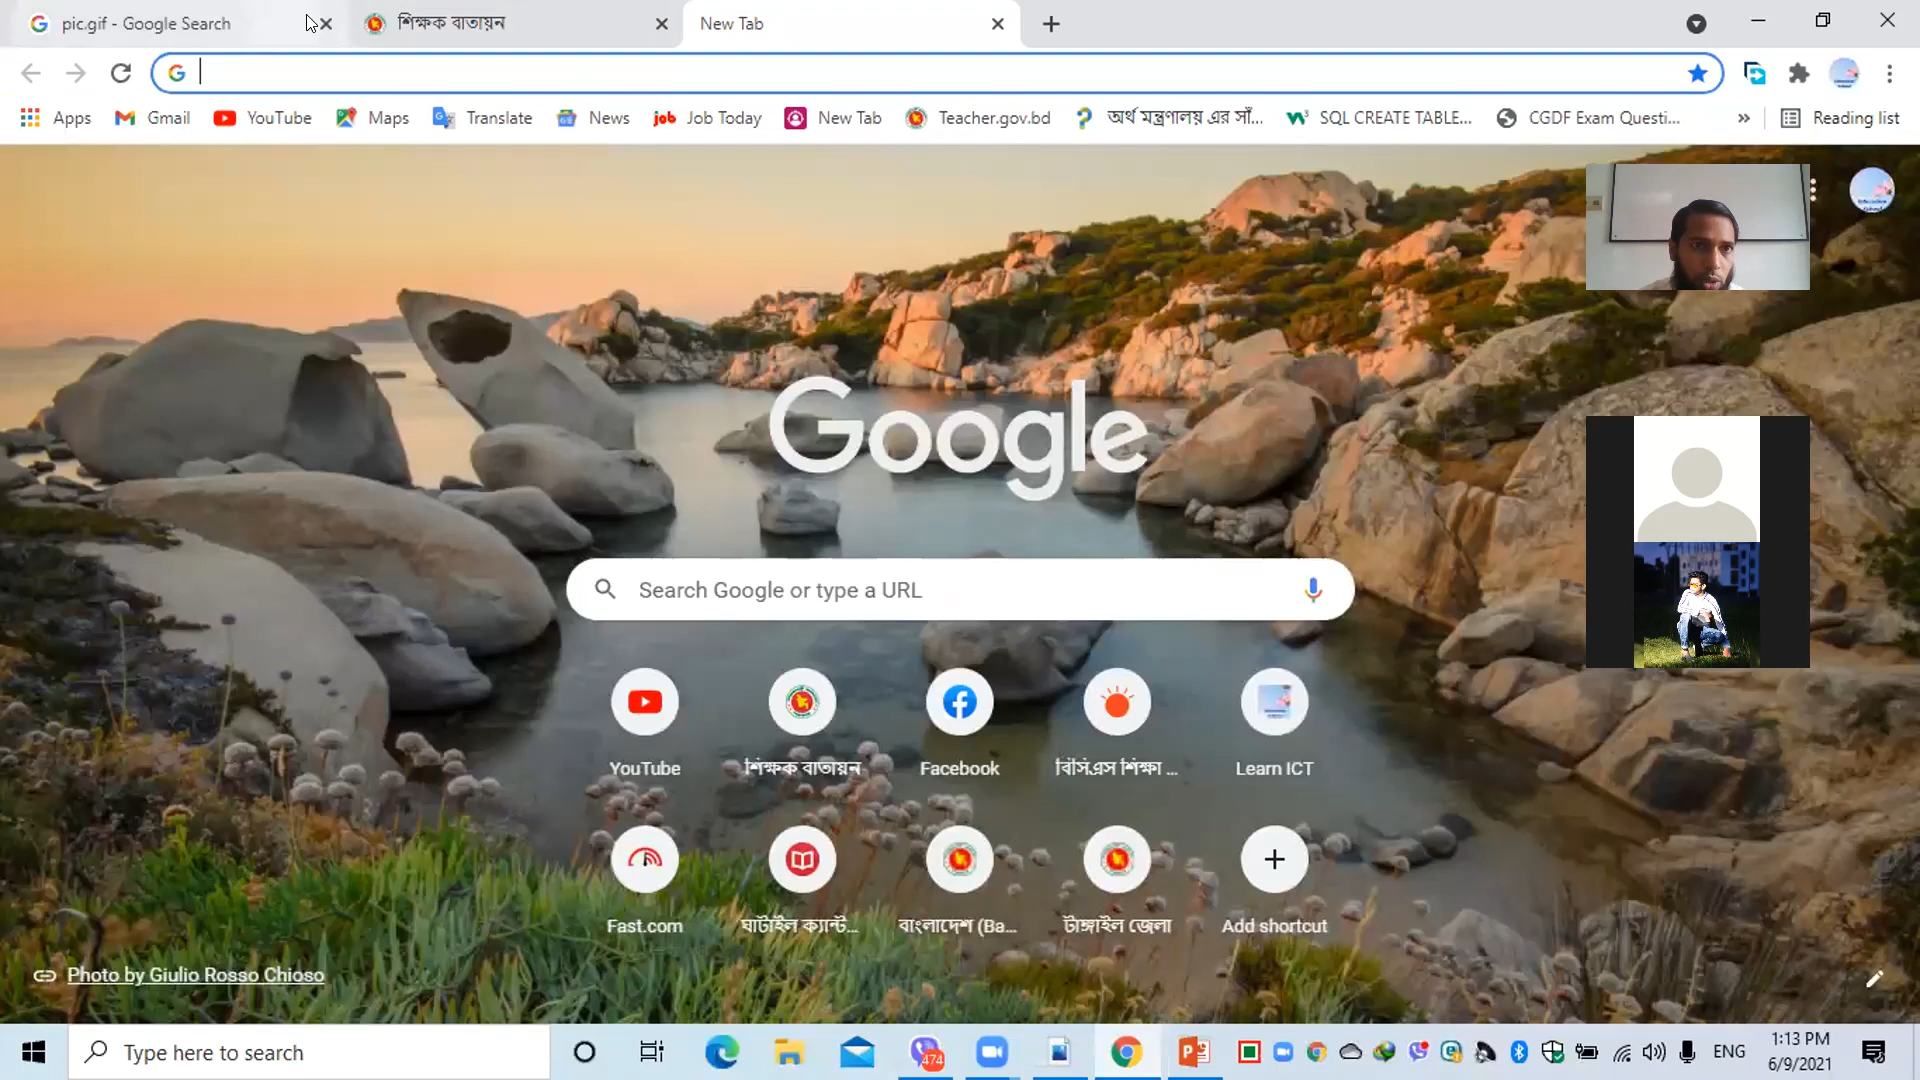 pic.gif - Google Search
শিক্ষক বাতায়ন
New Tab
Apps
Gmail
YouTube
Maps
Translate
News
job Job Today
New Tab
Teacher.gov.bd
অর্থ মন্ত্রণালয় এর সাঁ...
SQL CREATE TABLE...
CGDF Exam Questi...
Reading list
Google
Search Google or type a URL
YouTube
শিক্ষক বাতায়ন
Facebook
বিসিএস শিক্ষা ...
Learn ICT
Fast.com
ঘাটাইল ক্যান্ট...
বাংলাদেশ (Ba...
টাঙ্গাইল জেলা
Add shortcut
Photo by Giulio Rosso Chioso
Type here to search
474
ENG
1:13 PM
6/9/2021